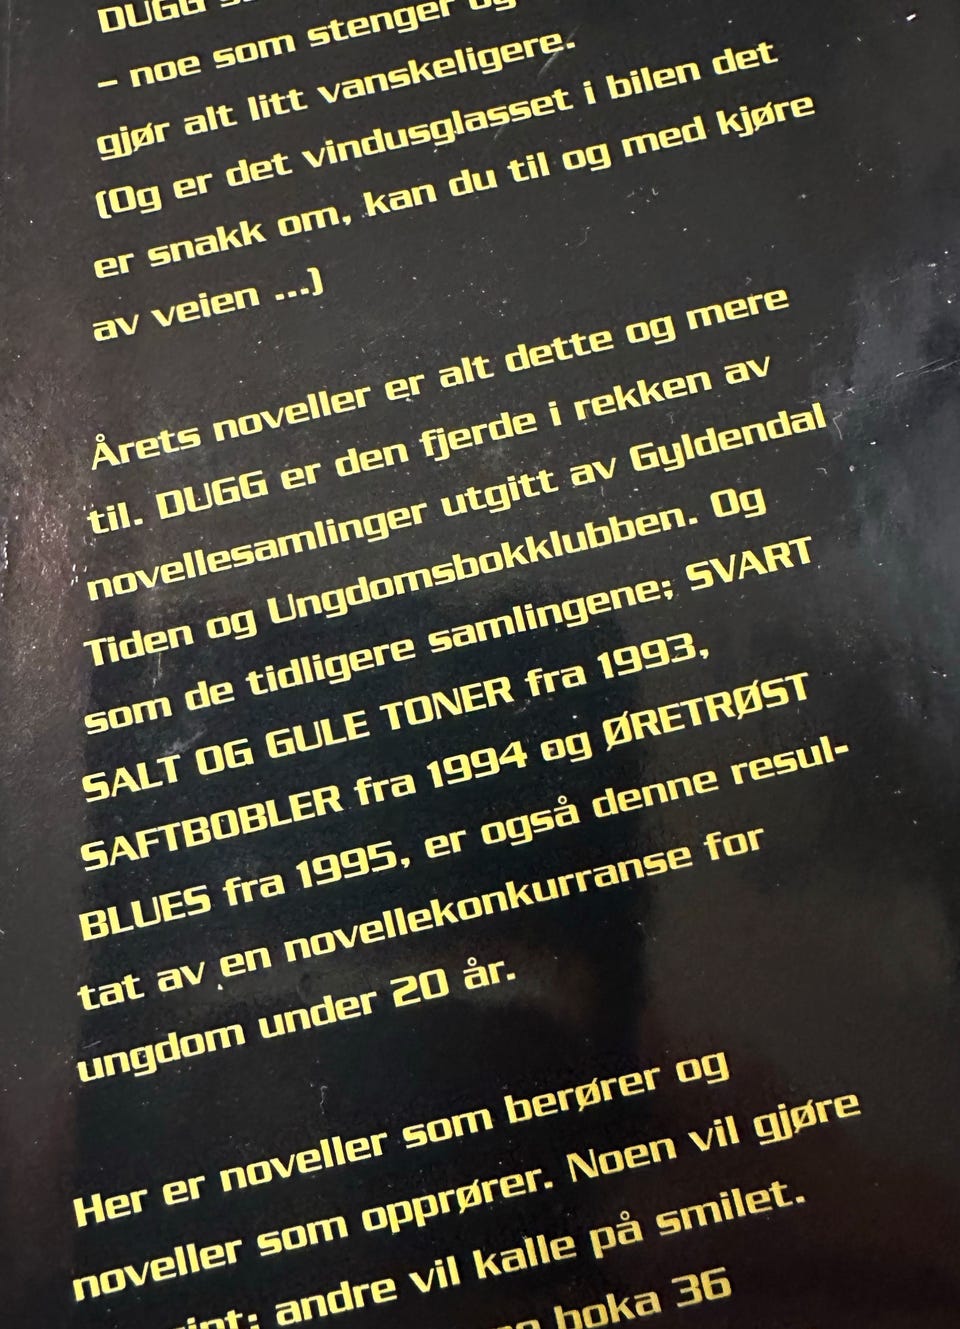 DUGG
– noe som stenger og
gjør alt litt vanskeligere.
(Og er det vindusglasset i bilen det
er snakk om, kan du til og med kjøre
av veien ...)
Årets noveller er alt dette og mere
til. DUGG er den fjerde i rekken av
novellesamlinger utgitt av Gyldendal
Tiden og Ungdomsbokklubben. Og
som de tidligere samlingene; SVART
SALT OG GULE TONER fra 1993,
SAFTBOBLER fra 1994 og ØRETRØST
BLUES fra 1995, er også denne resul-
tat av en novellekonkurranse for
ungdom under 20 år.
Her er noveller som berører og
noveller som opprører. Noen vil gjøre
andre vil kalle på smilet.
boka 36